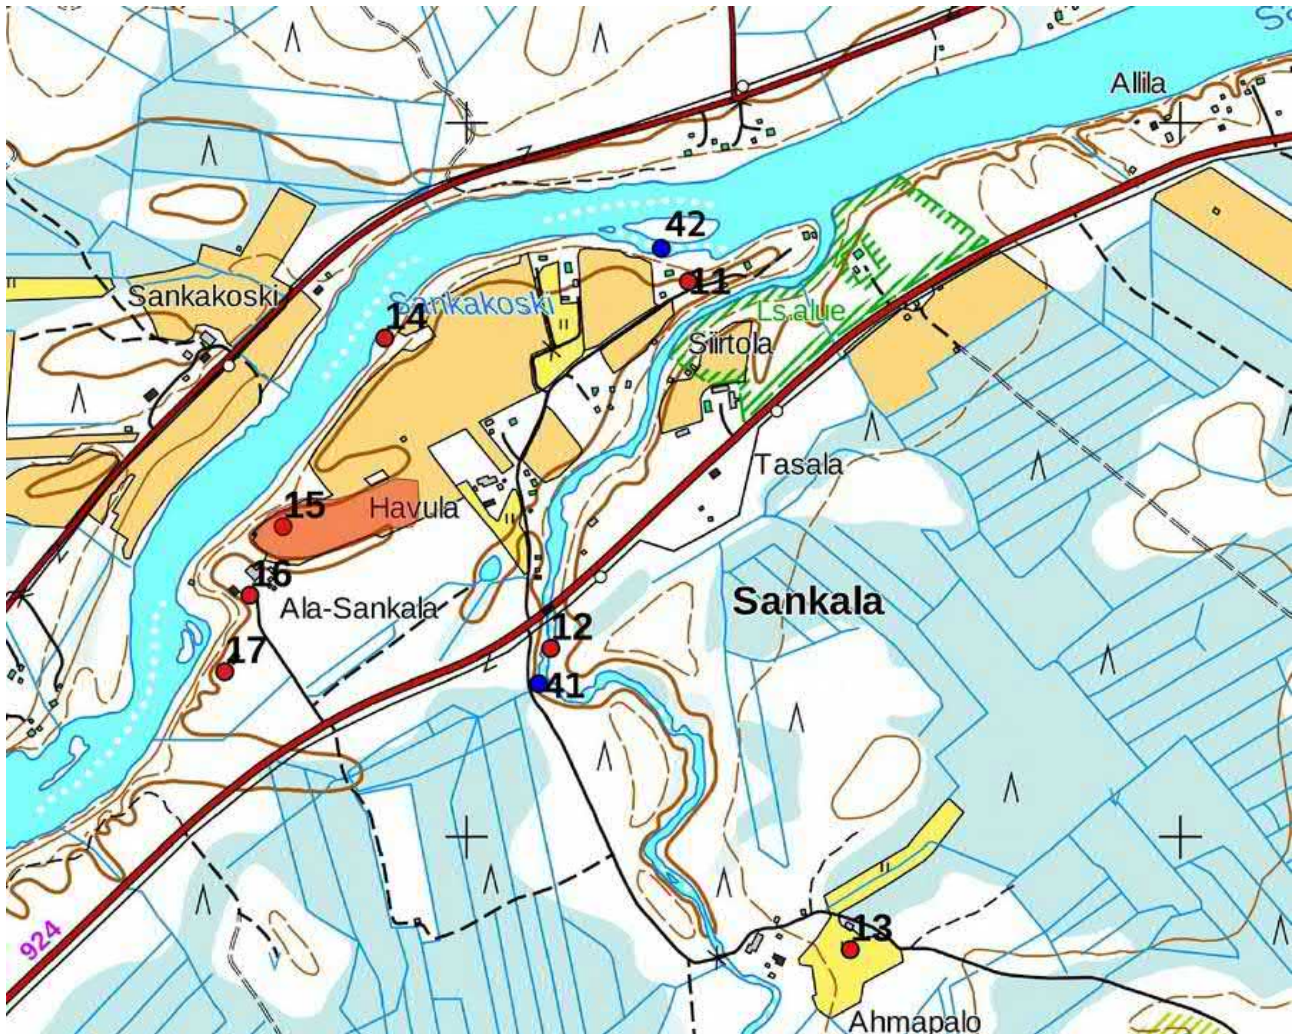 Allila
42
Sankakoski
11
Sankakoski
14
Ls.alue
Siirtola
Tasala
15
Havula
16
Ala-Sankala
Sankala
12
17
41
924
13
Ahmapalo